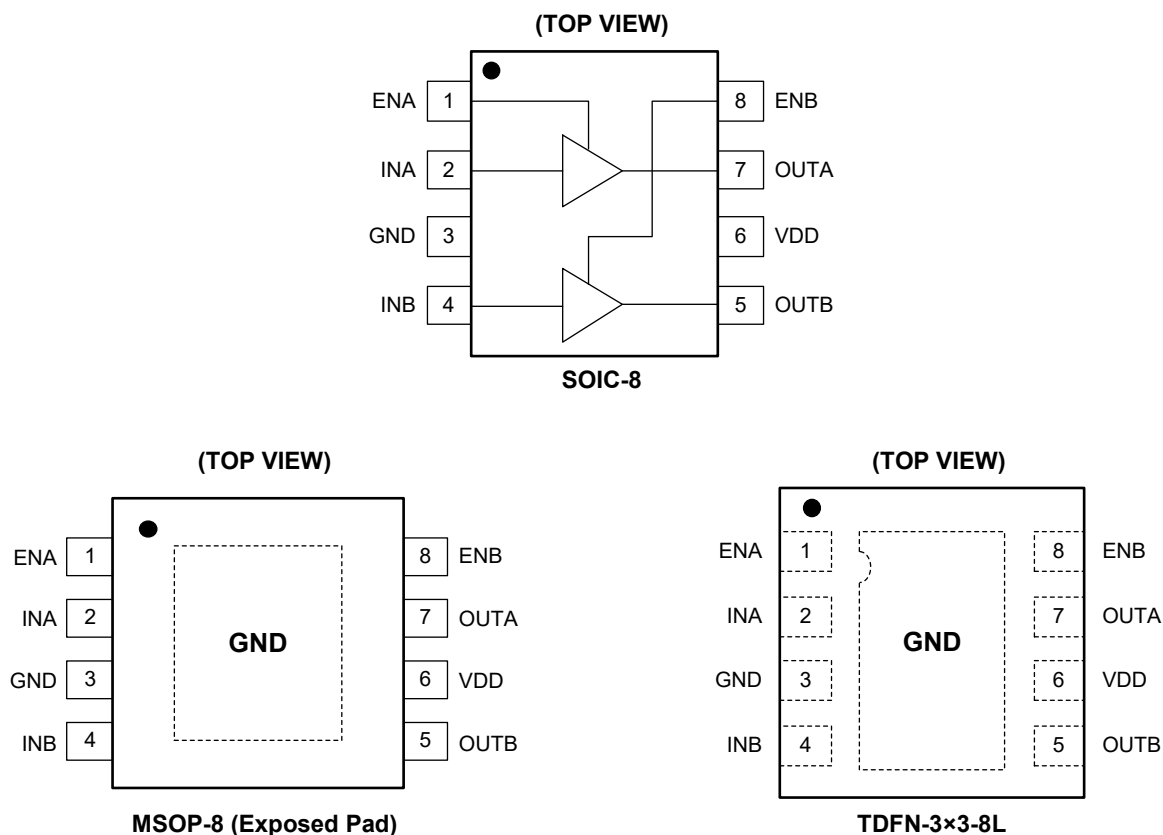 (TOP VIEW)
ENA 1 8 ENB
INA 2 7 OUTA
GND 3 6 VDD
INB 4 5 OUTB
SOIC-8
(TOP VIEW)
ENA 1 8 ENB
INA 2 7 OUTA
GND
GND 3 6 VDD
INB 4 5 OUTB
MSOP-8 (Exposed Pad)
(TOP VIEW)
ENA 1 8 ENB
INA 2 7 OUTA
GND
GND 3 6 VDD
INB 4 5 OUTB
TDFN-3×3-8L